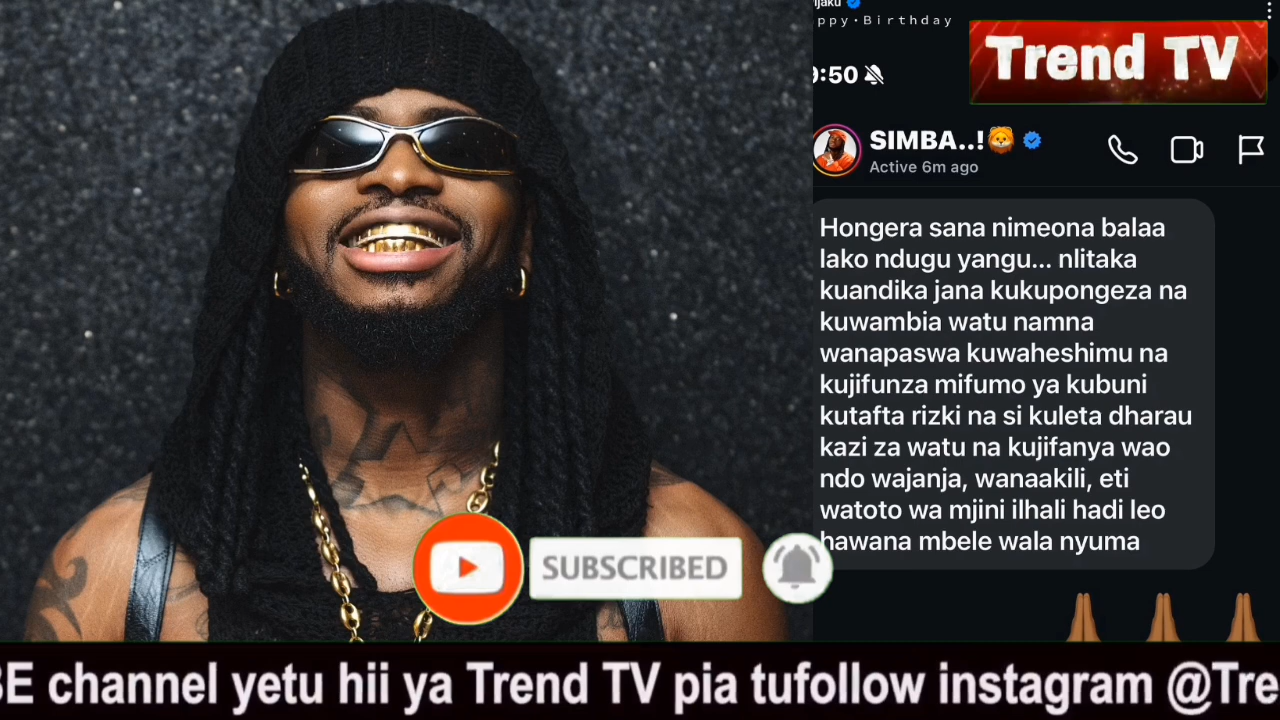 ppy·Birthday
Trend TV
9:50
SIMBA..!
Active 6m ago
Hongera sana nimeona balaa
lako ndugu yangu... nlitaka
kuandika jana kukupongeza na
kuwambia watu namna
wanapaswa kuwaheshimu na
kujifunza mifumo ya kubuni
kutafta rizki na si kuleta dharau
kazi za watu na kujifanya wao
ndo wajanja, wanaakili, eti
watoto wa mjini ilhali hadi leo
hawana mbele wala nyuma
SUBSCRIBED
BE channel yetu hii ya Trend TV pia tufollow instagram @Tre